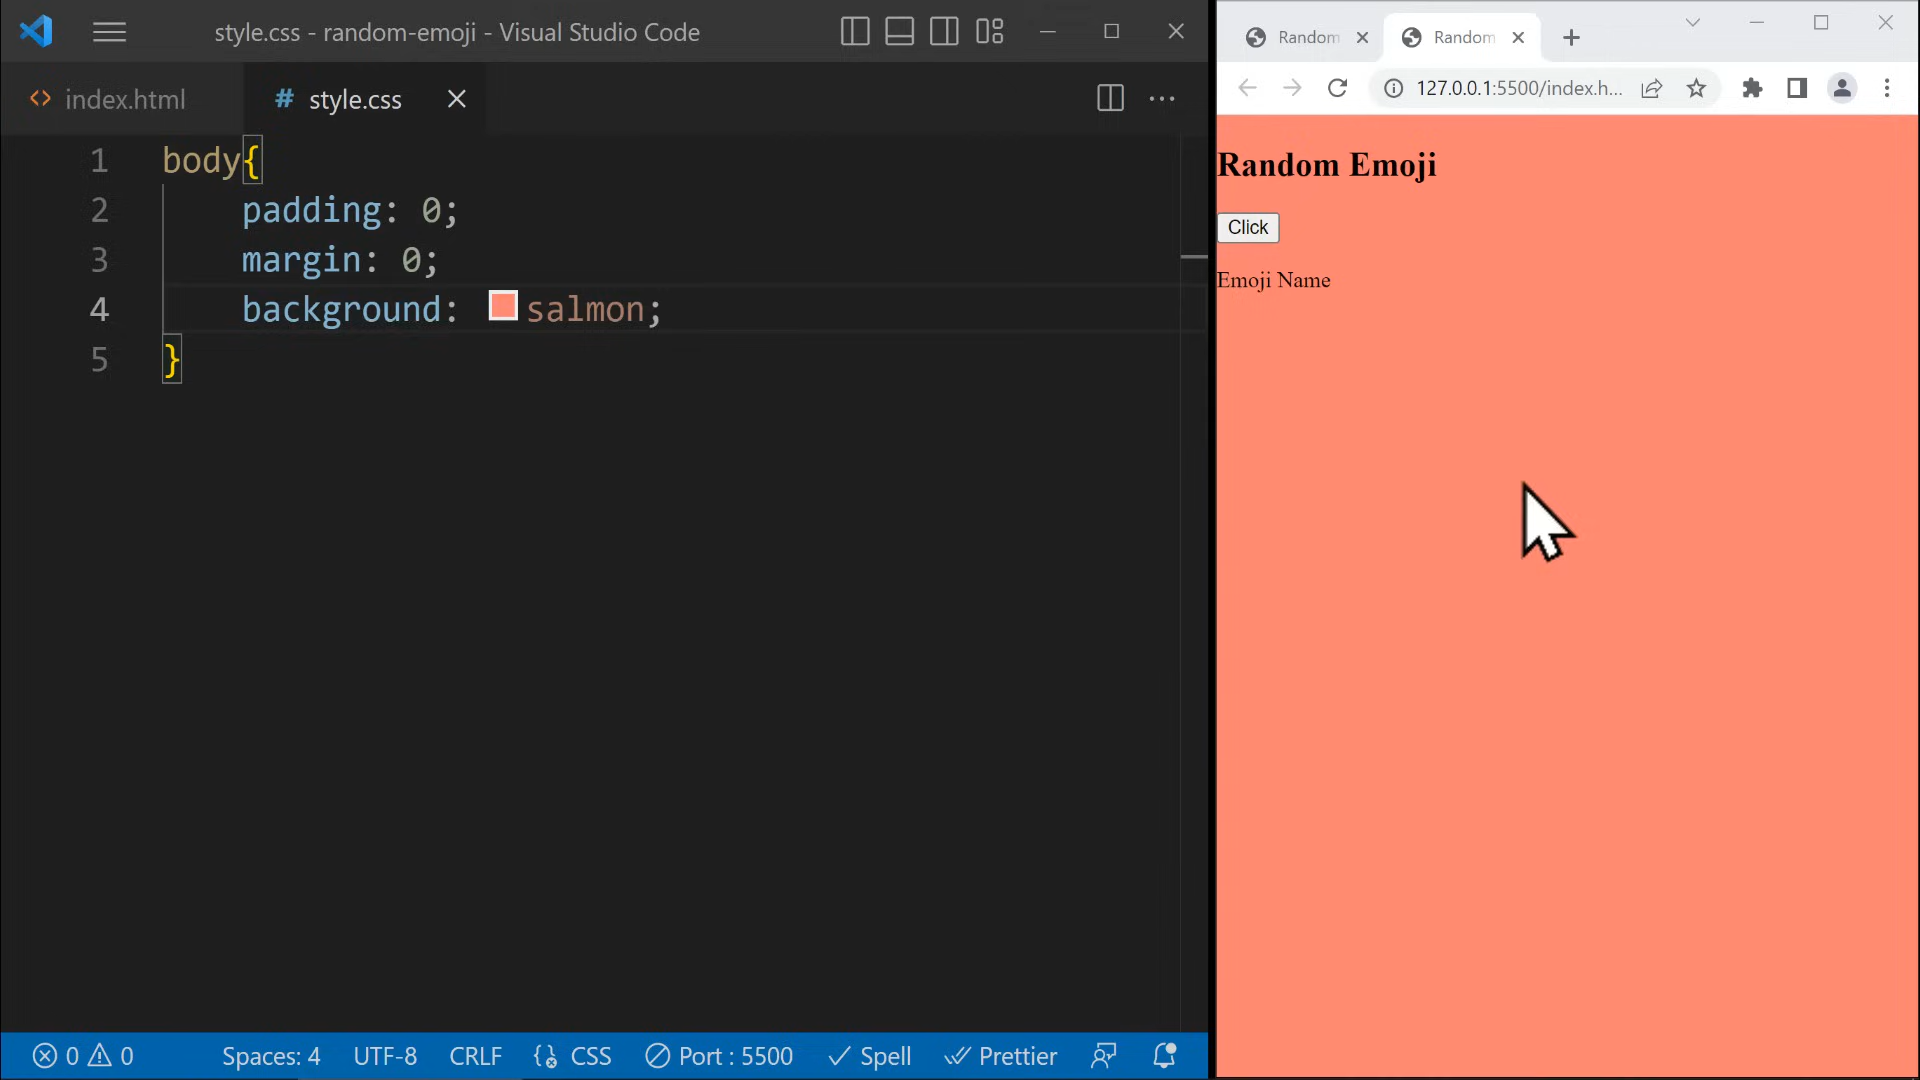 style.css - random-emoji - Visual Studio Code
index.html
# style.css
1 body{
2 padding: 0;
3 margin: 0;
4 background: salmon;
5 }
0 0 Spaces: 4 UTF-8 CRLF CSS Port : 5500 Spell Prettier
Random Random
127.0.0.1:5500/index.h...
Random Emoji
Click
Emoji Name